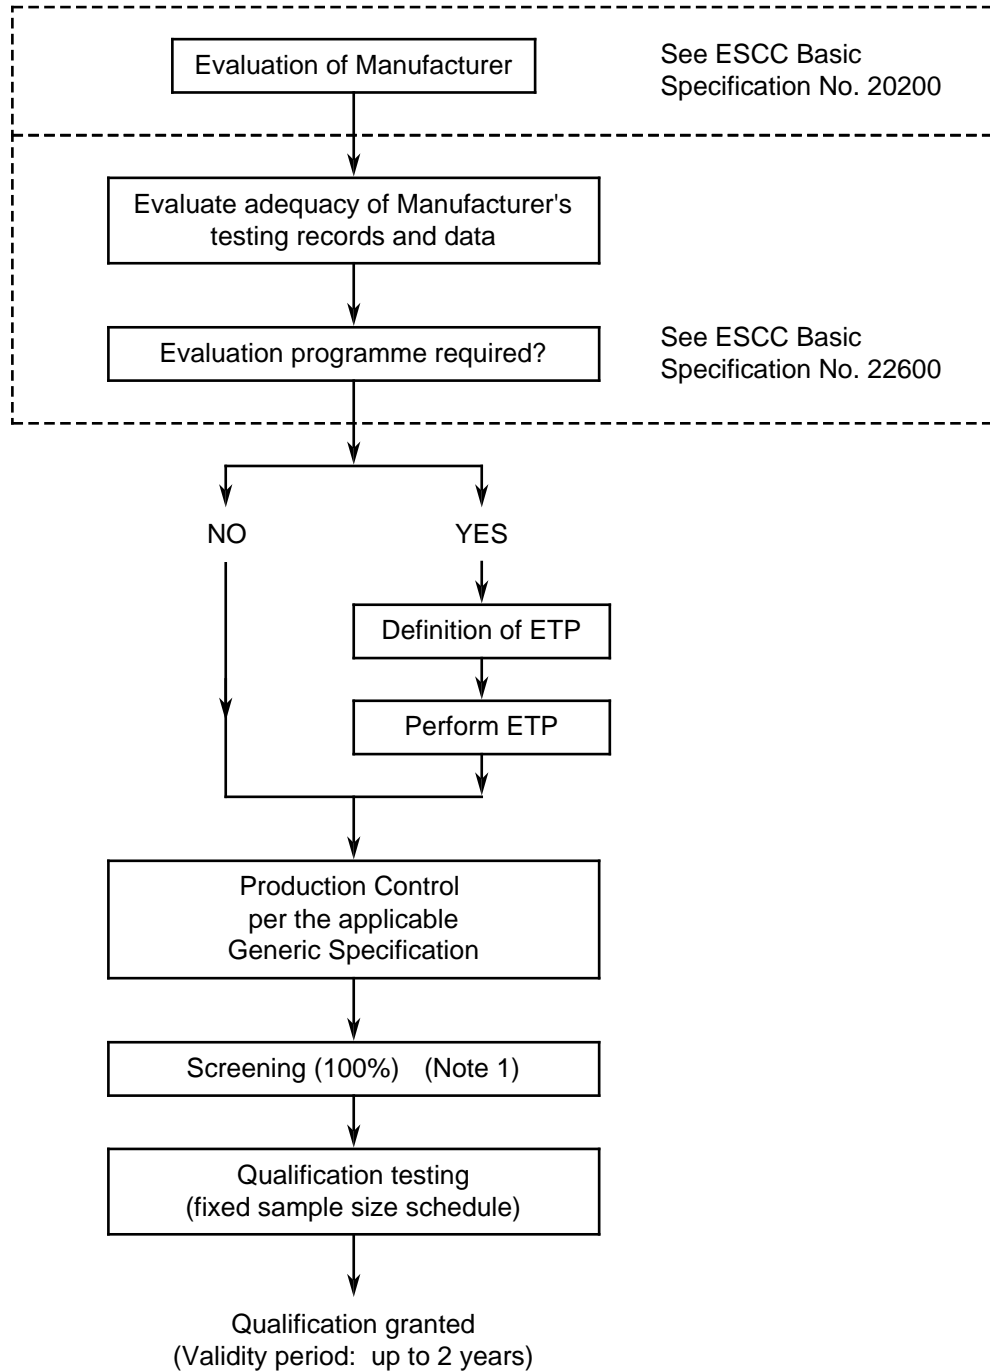 Evaluation of Manufacturer
See ESCC Basic
Specification No. 20200
Evaluate adequacy of Manufacturer's
testing records and data
Evaluation programme required?
See ESCC Basic
Specification No. 22600
NO
YES
Definition of ETP
Perform ETP
Production Control
per the applicable
Generic Specification
Screening (100%) (Note 1)
Qualification testing
(fixed sample size schedule)
Qualification granted
(Validity period: up to 2 years)